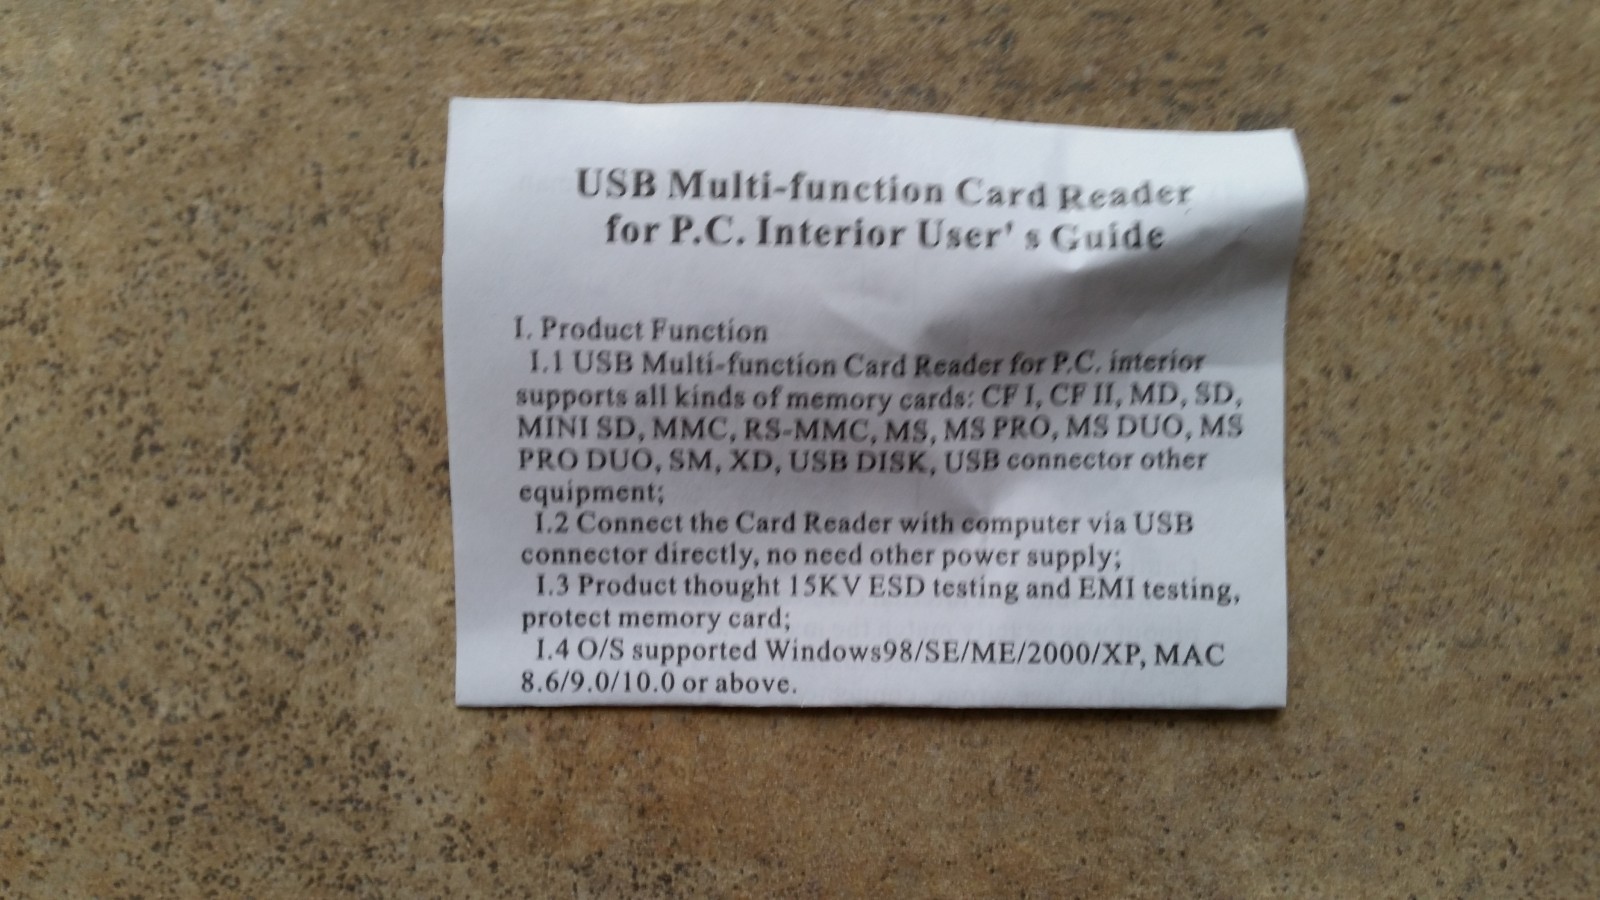 USB Multi-function Card Reader
for P.C. Interior User' s Guide
I. Product Function
I.1 USB Multi-function Card Reader for P.C. interior
supports all kinds of memory cards: CF I, CF II, MD, SD,
MINI SD, MMC, RS-MMC, MS, MS PRO, MS DUO, MS
PRO DUO, SM, XD, USB DISK, USB connector other
equipment;
I.2 Connect the Card Reader with computer via USB
connector directly, no need other power supply;
I.3 Product thought 15KV ESD testing and EMI testing,
protect memory card;
I.4 O/S supported Windows98/SE/ME/2000/XP, MAC
8.6/9.0/10.0 or above.